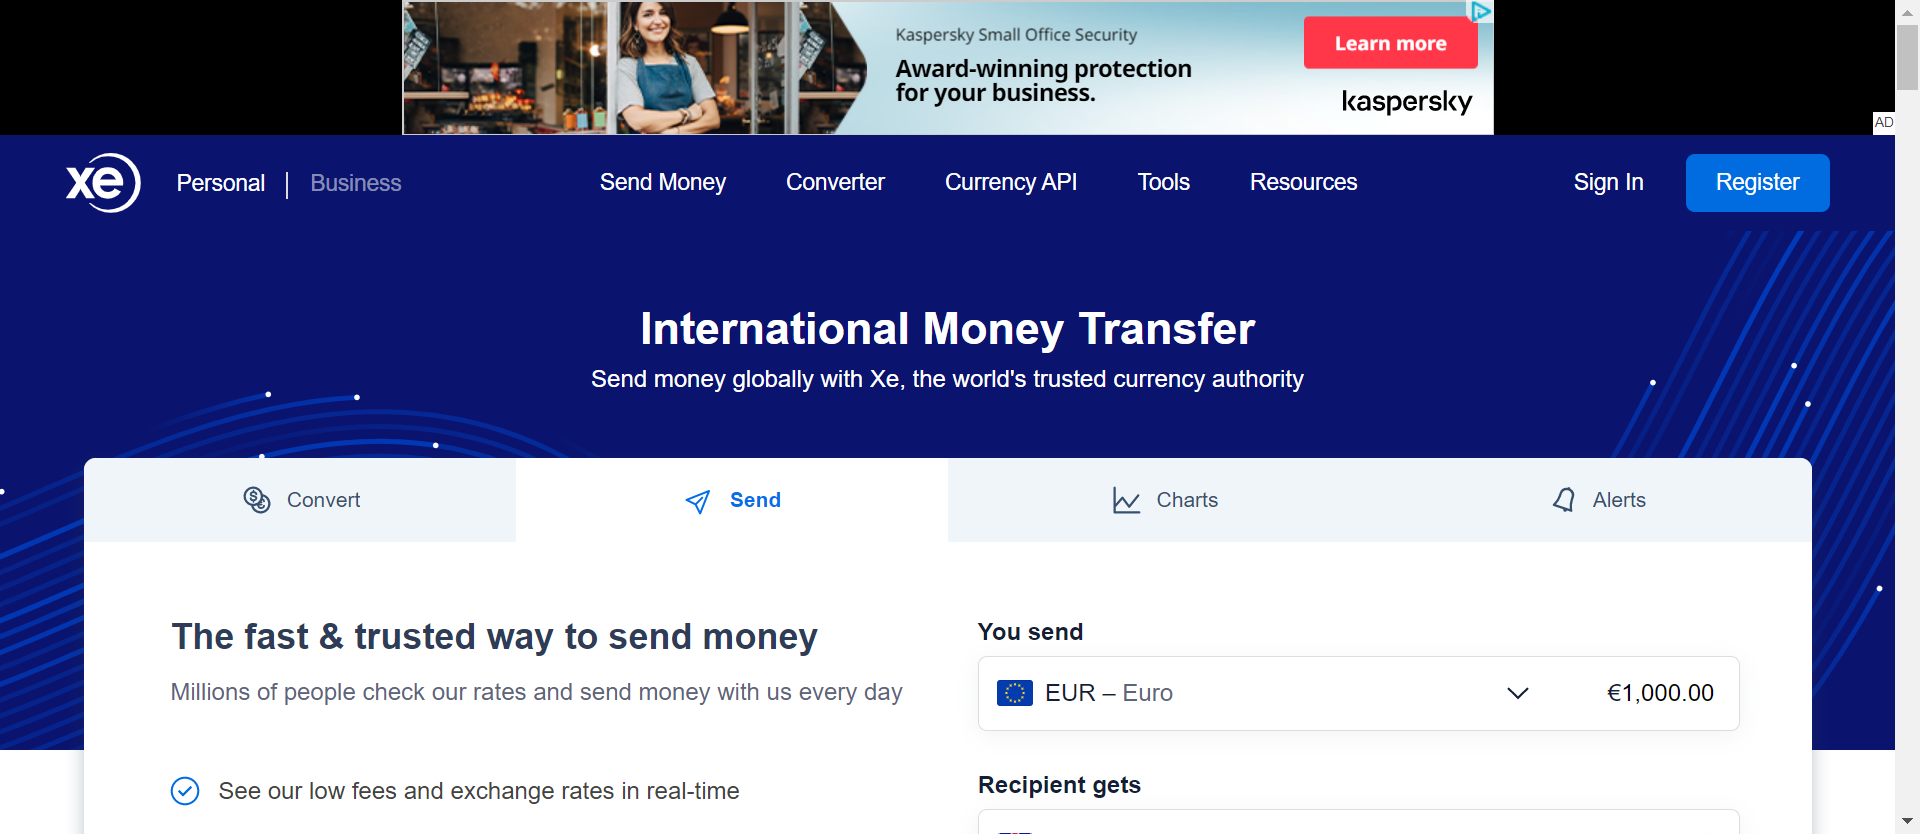 Kaspersky Small Office Security
Award-winning protection
for your business.
Learn more
kaspersky
AD
xe
Personal
Business
Send Money
Converter
Currency API
Tools
Resources
Sign In
Register
International Money Transfer
Send money globally with Xe, the world's trusted currency authority
Convert
Send
Charts
Alerts
The fast & trusted way to send money
Millions of people check our rates and send money with us every day
See our low fees and exchange rates in real-time
You send
EUR – Euro
€1,000.00
Recipient gets